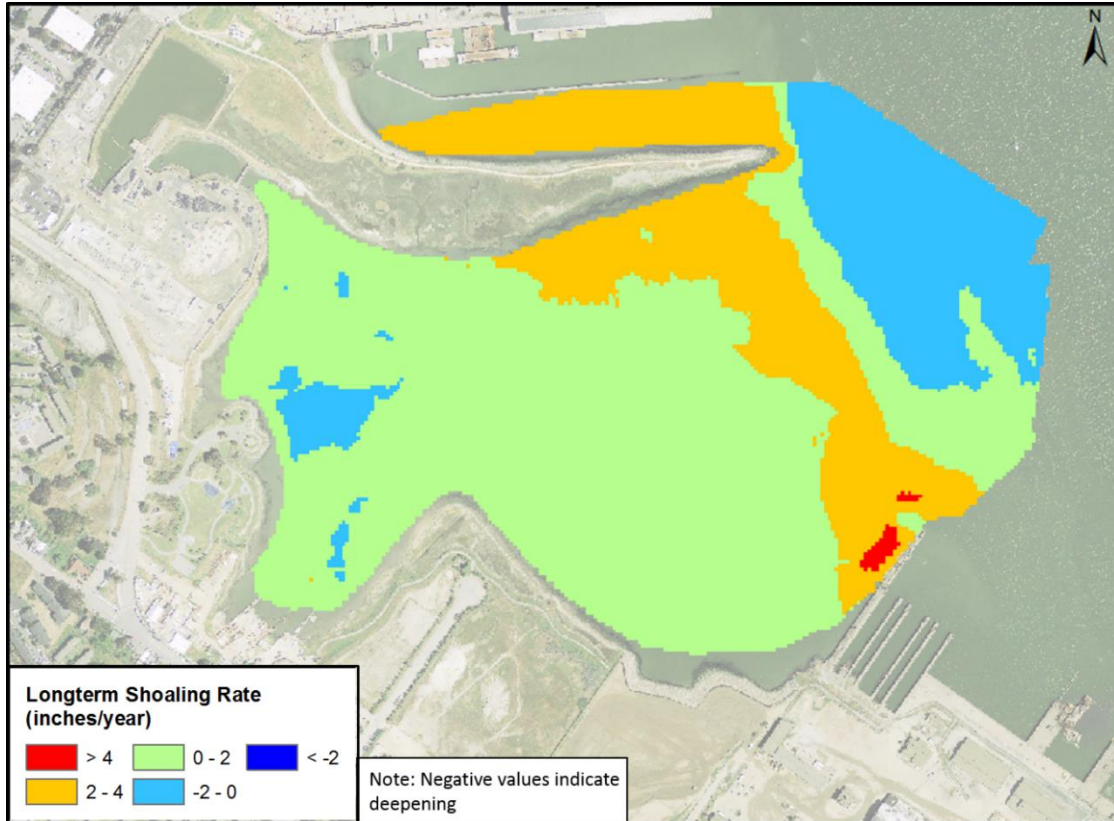 N
Longterm Shoaling Rate
(inches/year)
> 4 0 - 2 < -2
2 - 4 -2 - 0
Note: Negative values indicate
deepening